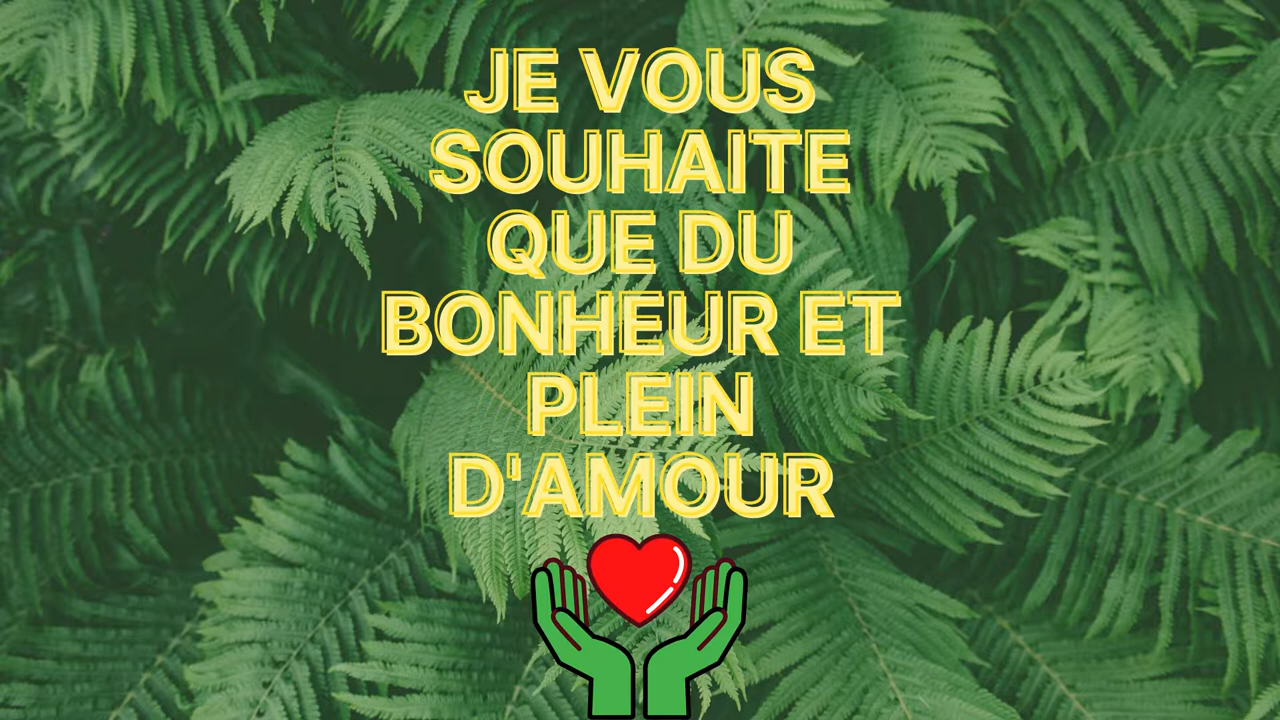 JE VOUS
SOUHAITE
QUE DU
BONHEUR ET
PLEIN
D'AMOUR